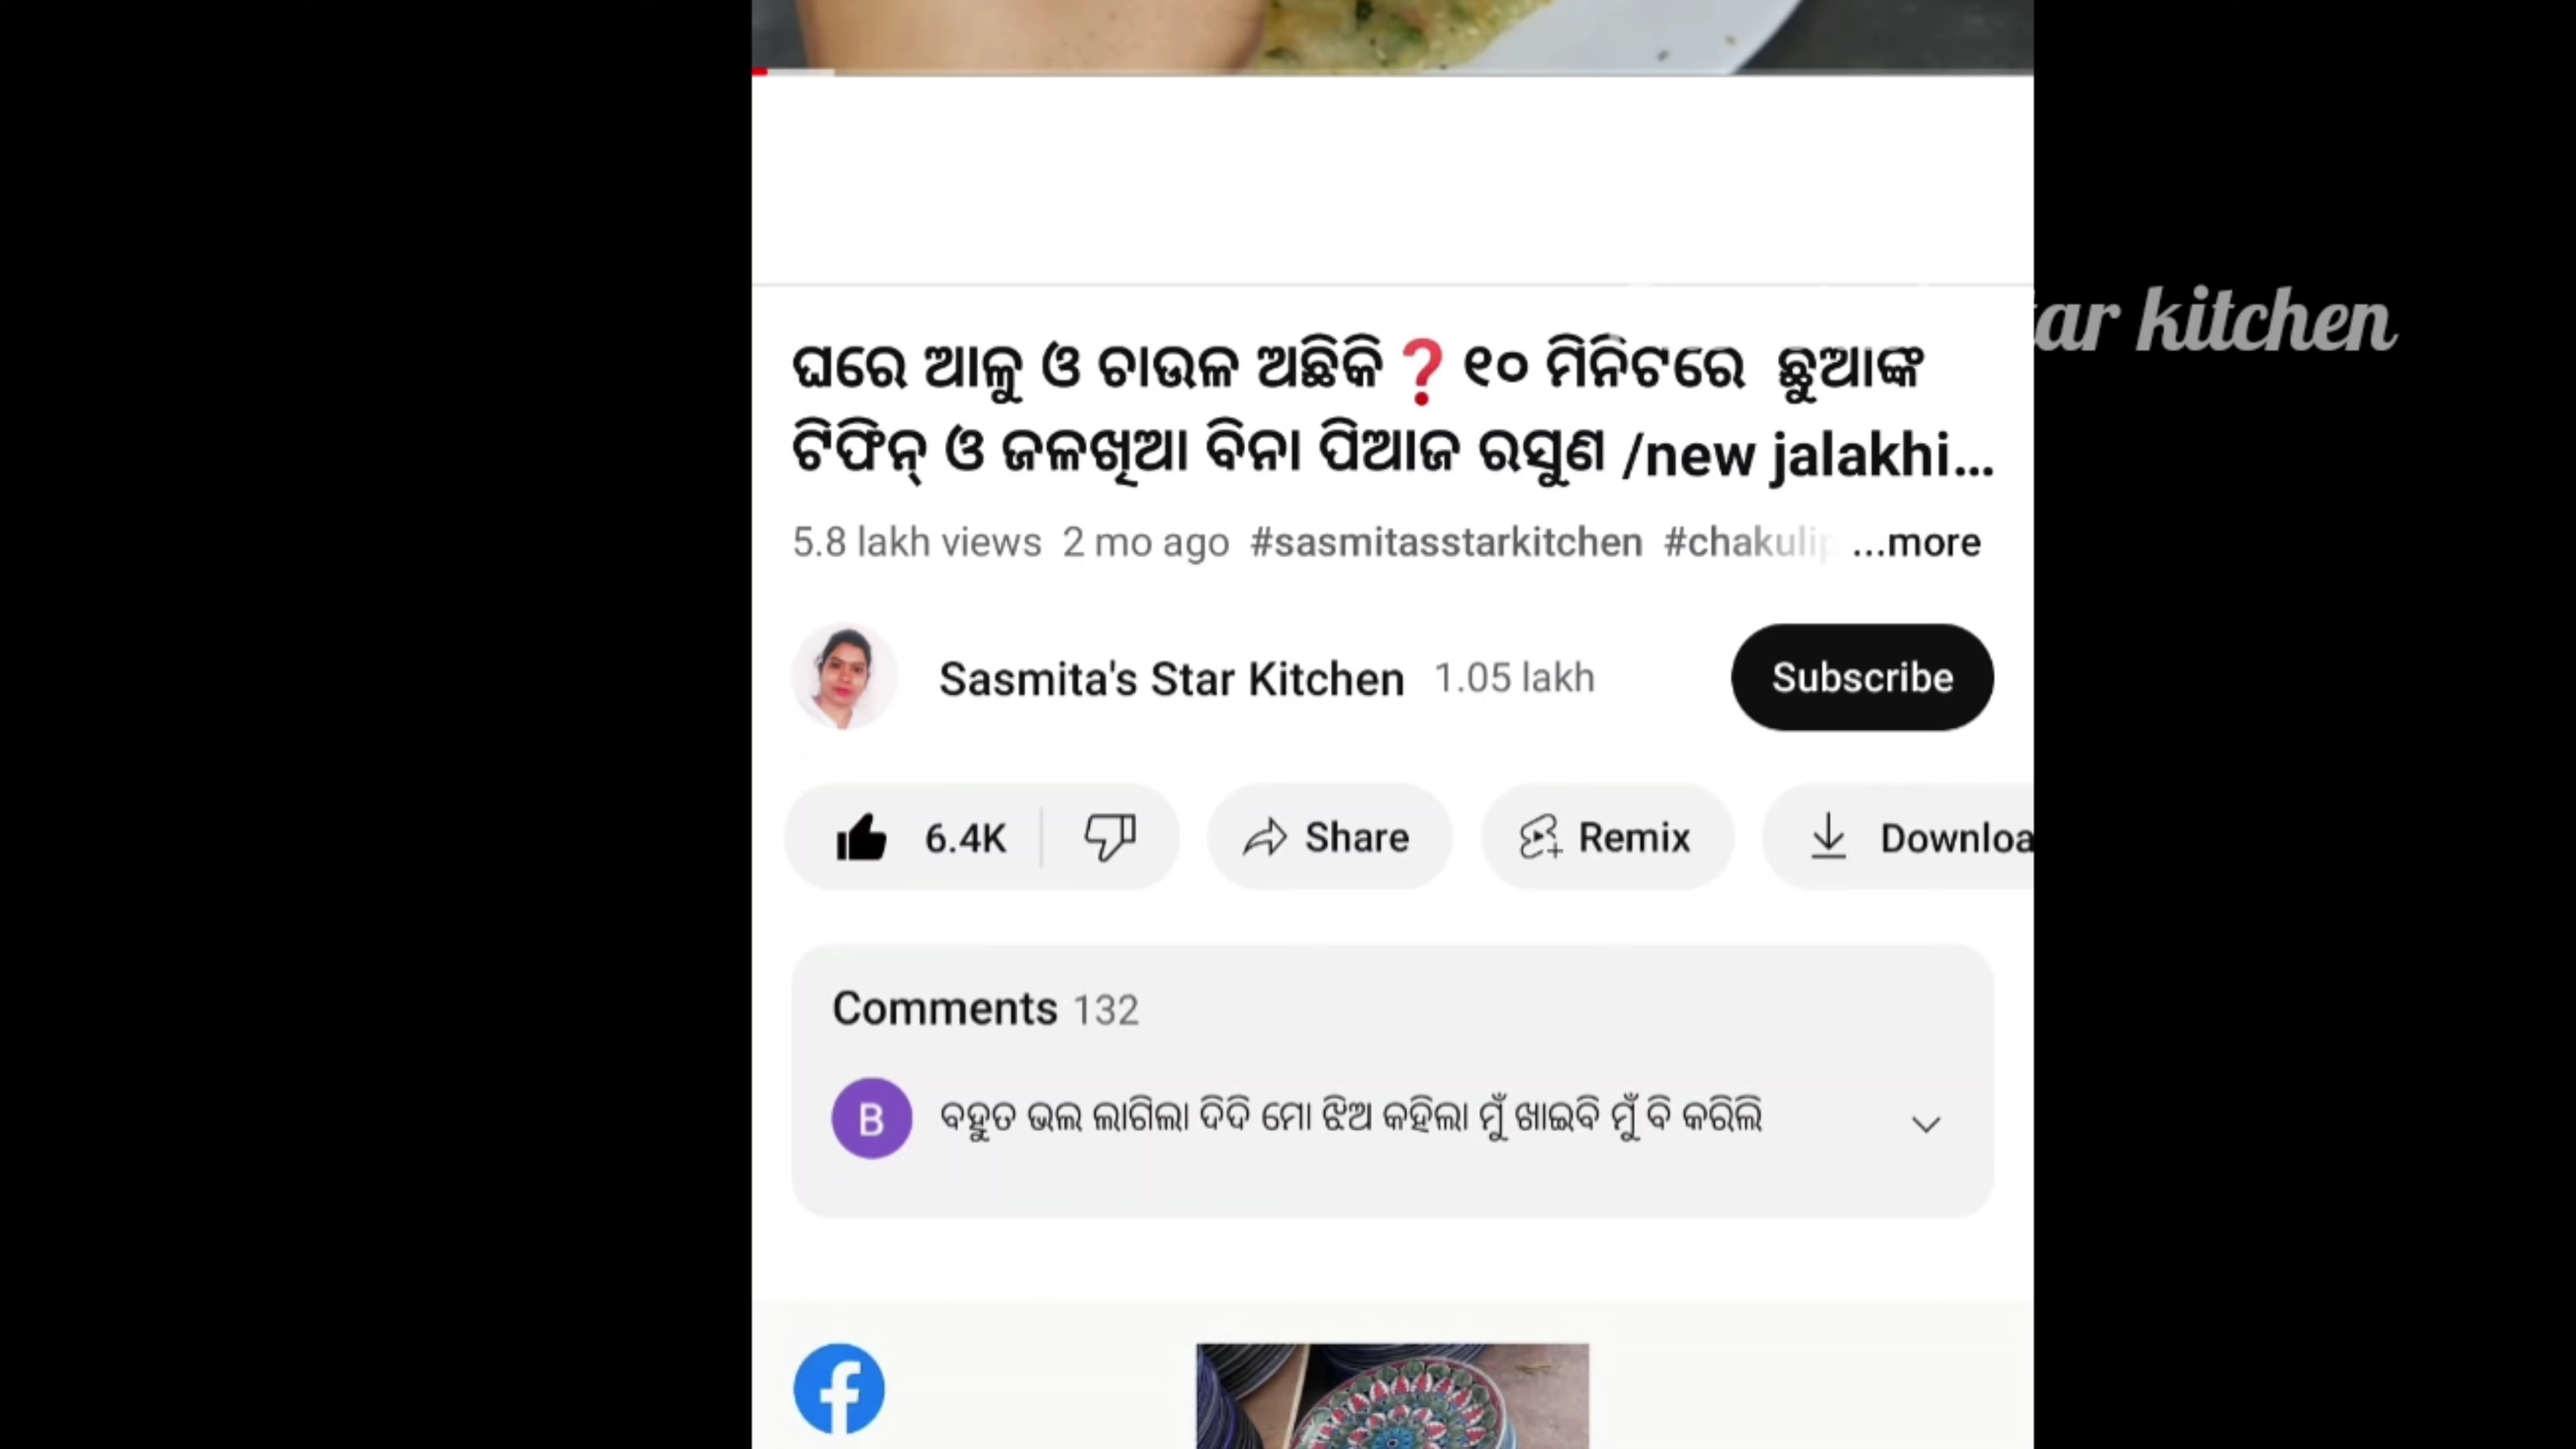 ar kitchen
ଘରେ ଆଳୁ ଓ ଚାଉଳ ଅଛିକି❓୧୦ ମିନିଟରେ ଛୁଆଙ୍କ
ଟିଫିନ୍ ଓ ଜଳଖିଆ ବିନା ପିଆଜ ରସୁଣ /new jalakhi...
5.8 lakh views 2 mo ago #sasmitasstarkitchen #chakulip ...more
Sasmita's Star Kitchen 1.05 lakh Subscribe
6.4K Share Remix Downloa
Comments 132
B ବହୁତ ଭଲ ଲାଗିଲା ଦିଦି ମୋ ଝିଅ କହିଲା ମୁଁ ଖାଇବି ମୁଁ ବି କରିଲି